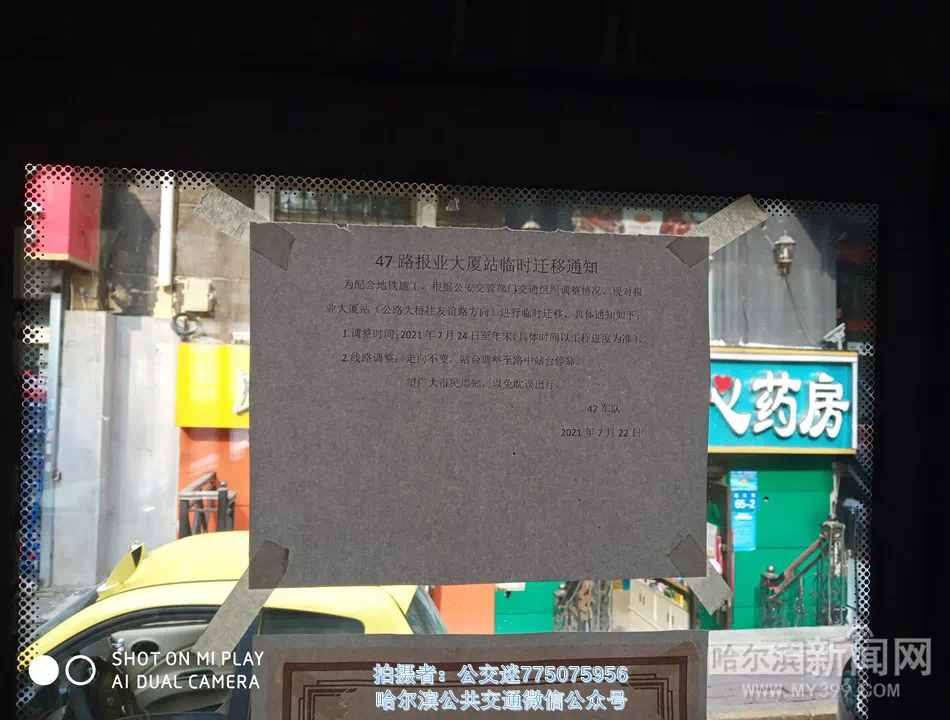 47 路报业大厦站临时迁移通知
为配合地铁施工，根据公安交管部门交通组织调整情况，现对报
业大厦站（公路大桥往友谊路方向）进行临时迁移，具体通知如下：
1.调整时间：2021 年 7 月 24 日至年末（具体时间以工程进度为准）。
2.线路调整：走向不变，站台调整至路中站台停靠。
望广大市民周知，以免耽误出行。
47 车队
2021 年 7 月 22 日
药房
65-2
SHOT ON MI PLAY
AI DUAL CAMERA
拍摄者：公交迷775075956
哈尔滨公共交通微信公众号
哈尔滨新闻网
WWW.MY399.COM